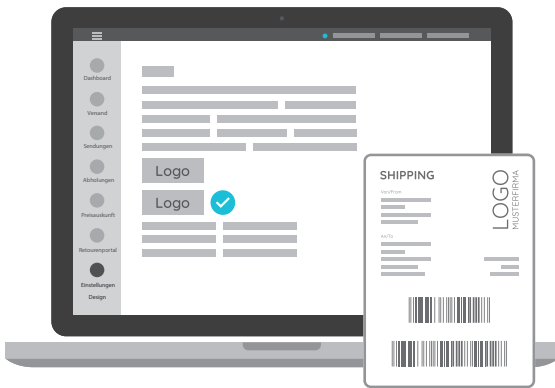 Dashboard
Versand
Sendungen
Abholungen
Preisauskunft
Retourenportal
Einstellungen
Design
Logo
Logo
SHIPPING
LOGO
MUSTERFIRMA
Von/From
An/To